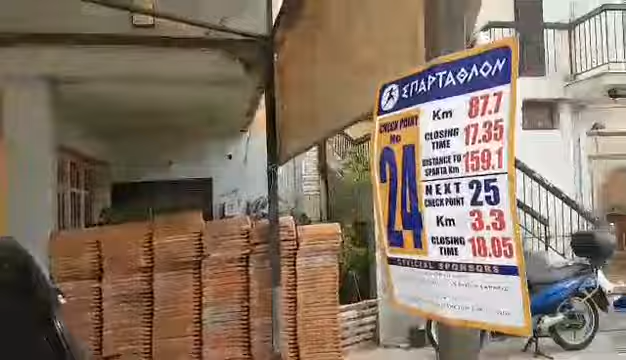 ΣΠΑΡΤΑΘΛΟΝ
CHECK POINT
No
24
Km 87.7
CLOSING TIME 17.35
DISTANCE TO SPARTA Km 159.1
NEXT CHECK POINT 25
Km 3.3
CLOSING TIME 18.05
OFFICIAL SPONSORS